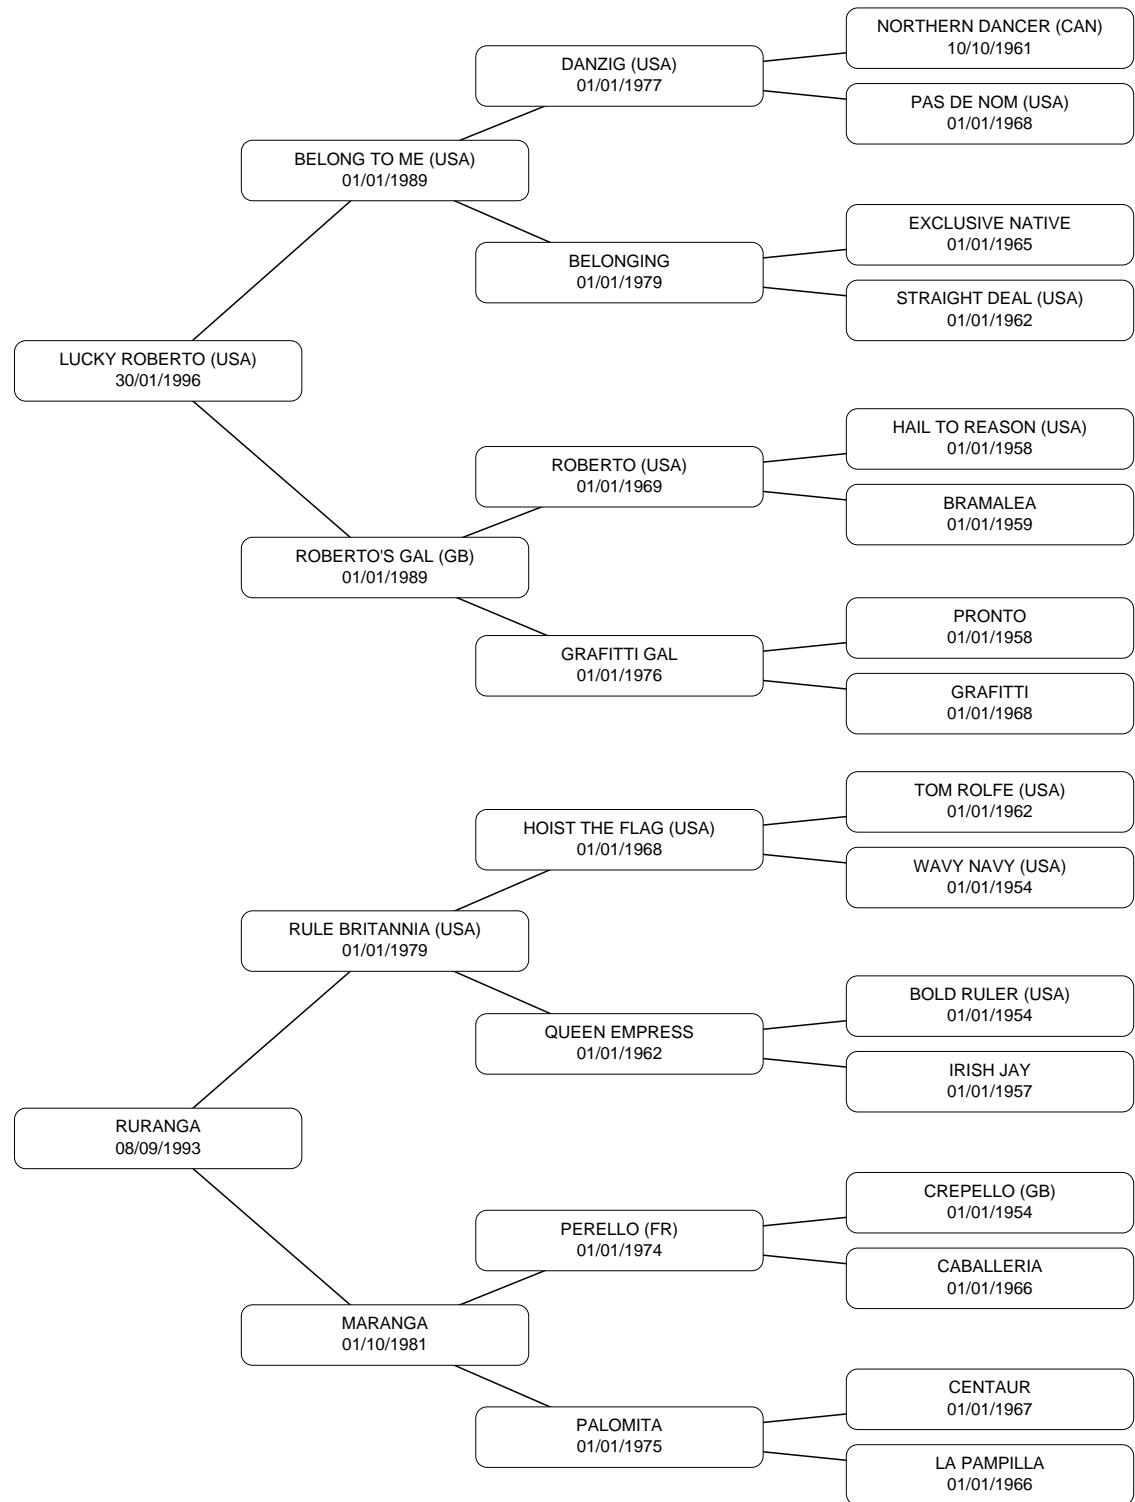 NORTHERN DANCER (CAN)
10/10/1961
DANZIG (USA)
01/01/1977
PAS DE NOM (USA)
01/01/1968
BELONG TO ME (USA)
01/01/1989
EXCLUSIVE NATIVE
01/01/1965
BELONGING
01/01/1979
STRAIGHT DEAL (USA)
01/01/1962
LUCKY ROBERTO (USA)
30/01/1996
HAIL TO REASON (USA)
01/01/1958
ROBERTO (USA)
01/01/1969
BRAMALEA
01/01/1959
ROBERTO'S GAL (GB)
01/01/1989
PRONTO
01/01/1958
GRAFITTI GAL
01/01/1976
GRAFITTI
01/01/1968
TOM ROLFE (USA)
01/01/1962
HOIST THE FLAG (USA)
01/01/1968
WAVY NAVY (USA)
01/01/1954
RULE BRITANNIA (USA)
01/01/1979
BOLD RULER (USA)
01/01/1954
QUEEN EMPRESS
01/01/1962
IRISH JAY
01/01/1957
RURANGA
08/09/1993
CREPELLO (GB)
01/01/1954
PERELLO (FR)
01/01/1974
CABALLERIA
01/01/1966
MARANGA
01/10/1981
CENTAUR
01/01/1967
PALOMITA
01/01/1975
LA PAMPILLA
01/01/1966